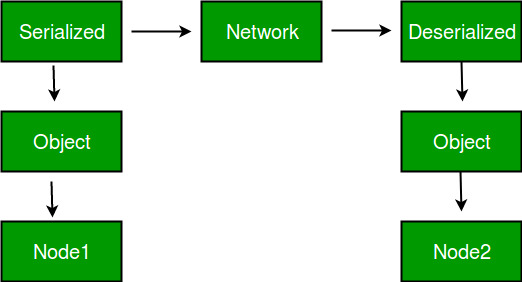 Serialized
Network
Deserialized
Object
Object
Node1
Node2